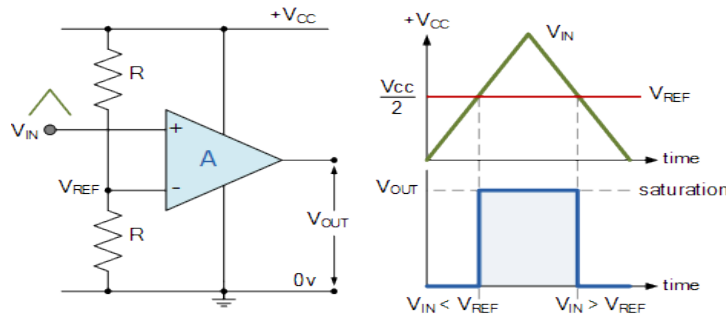 +VCC
R
VIN
+
A
VREF
-
R
VOUT
0v
+VCC
VIN
VCC
2
VREF
time
VOUT
saturation
time
VIN < VREF
VIN > VREF